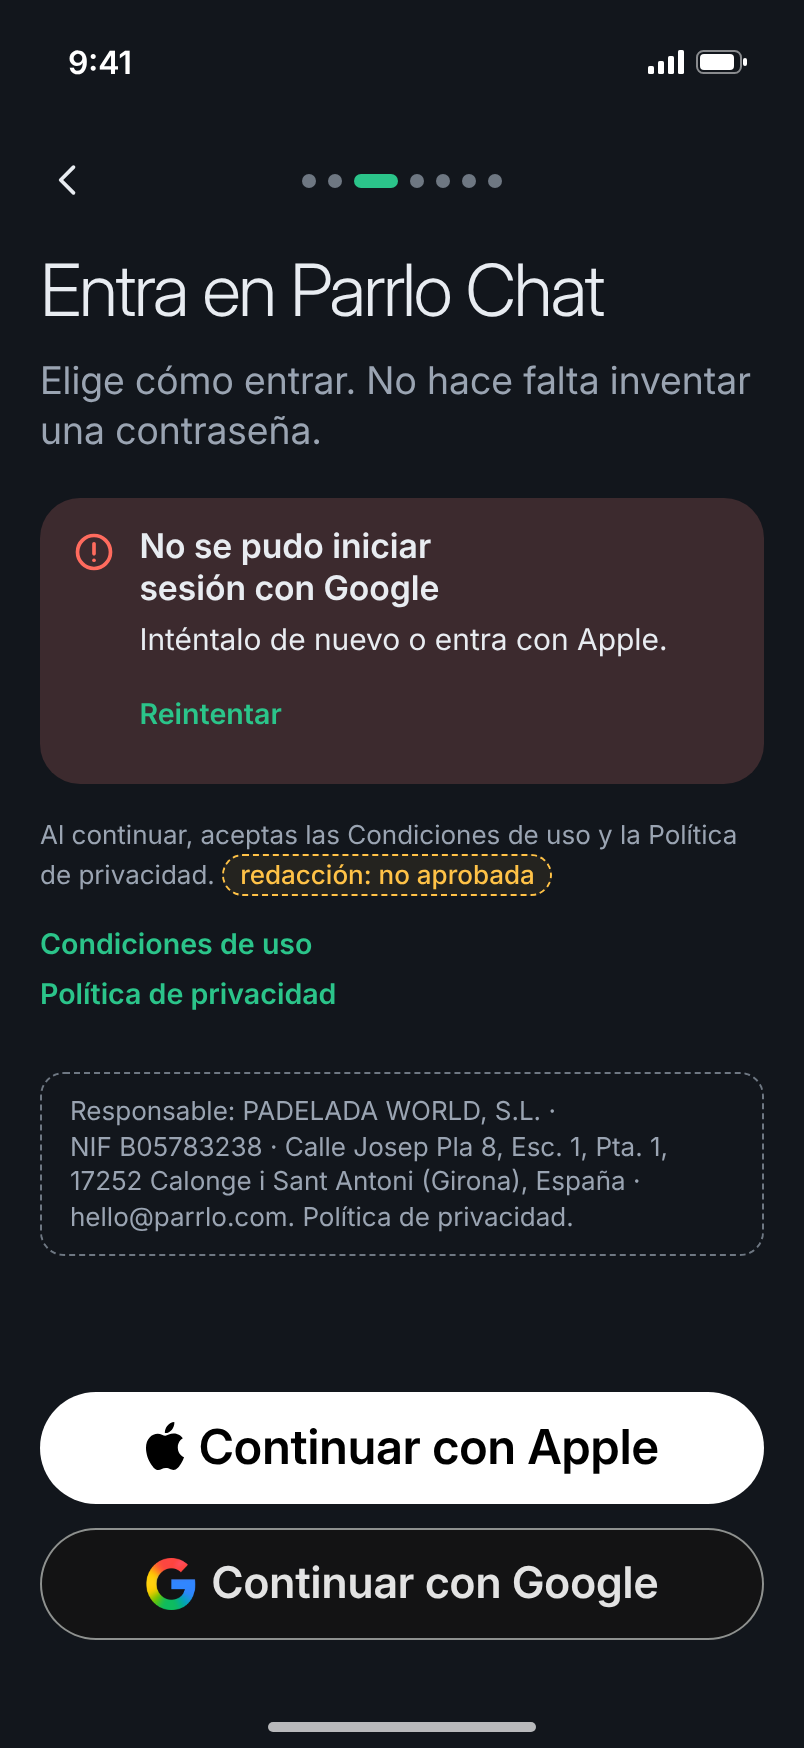 9:41
Entra en Parrlo Chat
Elige cómo entrar. No hace falta inventar
una contraseña.
No se pudo iniciar
sesión con Google
Inténtalo de nuevo o entra con Apple.
Reintentar
Al continuar, aceptas las Condiciones de uso y la Política
de privacidad. redacción: no aprobada
Condiciones de uso
Política de privacidad
Responsable: PADELADA WORLD, S.L. ·
NIF B05783238 · Calle Josep Pla 8, Esc. 1, Pta. 1,
17252 Calonge i Sant Antoni (Girona), España ·
hello@parrlo.com. Política de privacidad.
Continuar con Apple
Continuar con Google